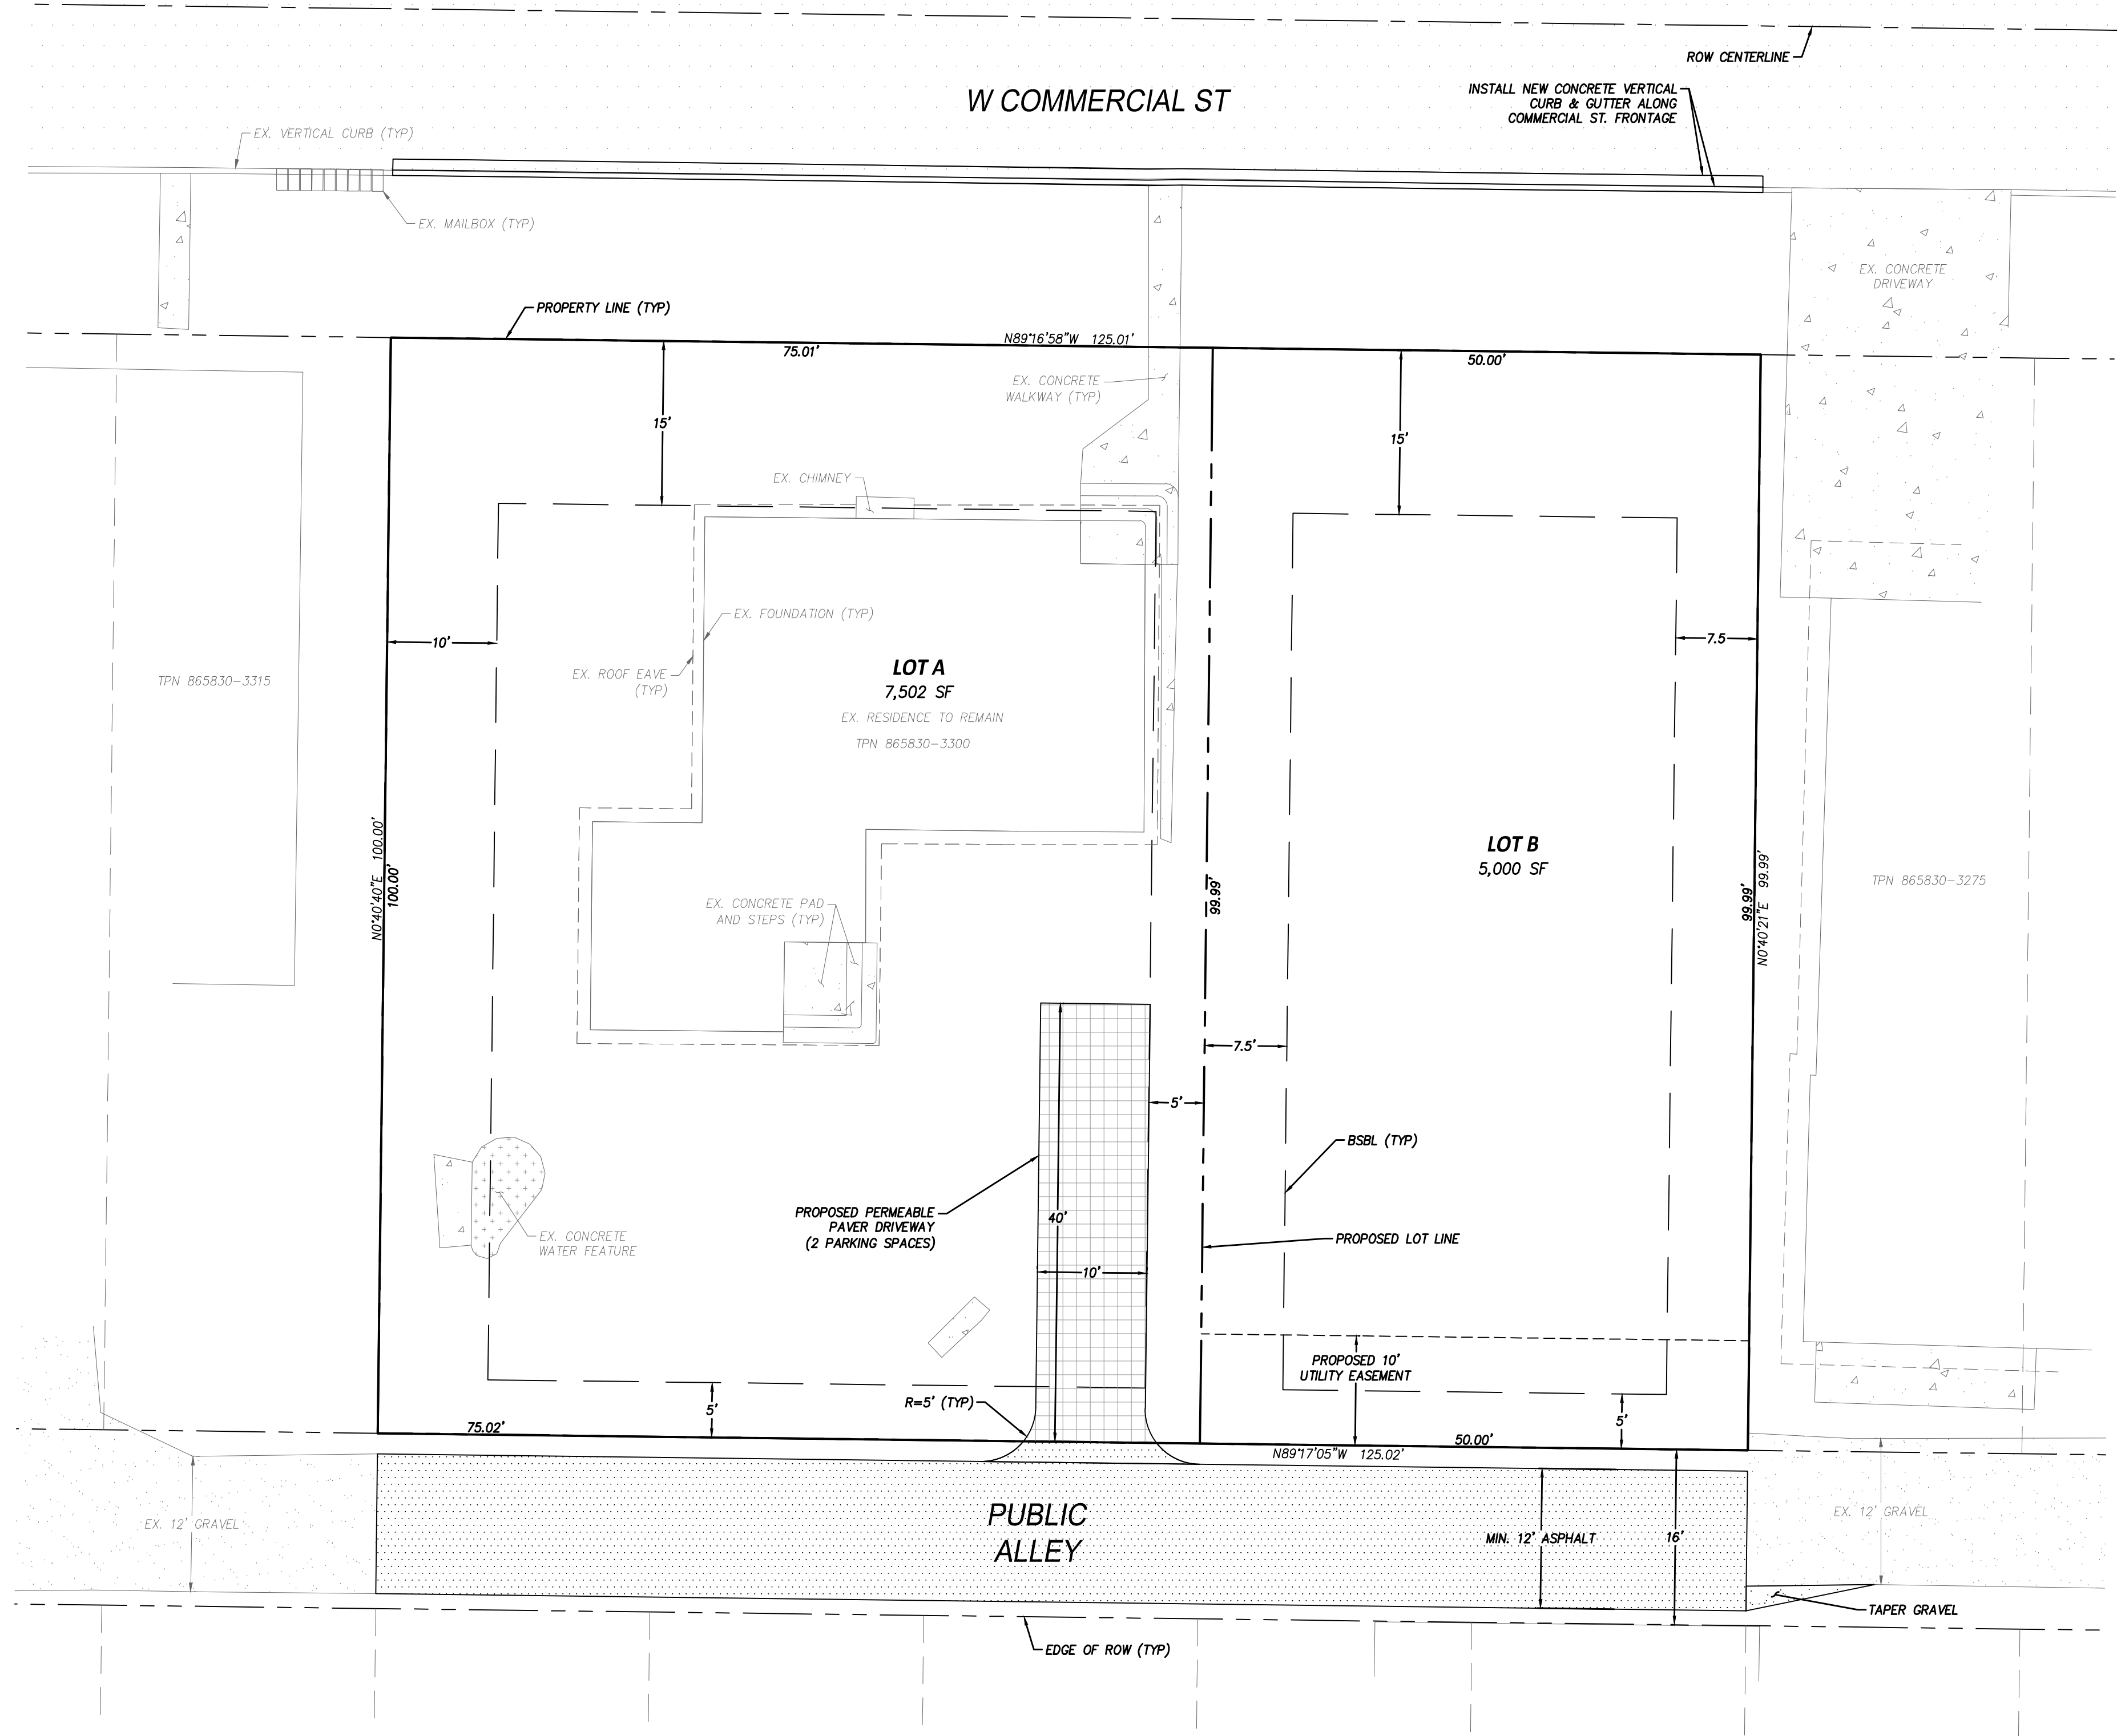 ROW CENTERLINE
W COMMERCIAL ST
INSTALL NEW CONCRETE VERTICAL
CURB & GUTTER ALONG
COMMERCIAL ST. FRONTAGE
EX. VERTICAL CURB (TYP)
EX. MAILBOX (TYP)
EX. CONCRETE
DRIVEWAY
PROPERTY LINE (TYP)
N89°16'58"W 125.01'
75.01'
50.00'
EX. CONCRETE
WALKWAY (TYP)
15'
15'
EX. CHIMNEY
EX. FOUNDATION (TYP)
10'
7.5
EX. ROOF EAVE
(TYP)
LOT A
7,502 SF
EX. RESIDENCE TO REMAIN
TPN 865830-3300
TPN 865830-3315
LOT B
5,000 SF
TPN 865830-3275
N0°40'40"E 100.00'
100.00'
99.99'
99.99'
N0°40'21"E 99.99'
EX. CONCRETE PAD
AND STEPS (TYP)
7.5'
5'
BSBL (TYP)
PROPOSED PERMEABLE
PAVER DRIVEWAY
(2 PARKING SPACES)
40'
EX. CONCRETE
WATER FEATURE
PROPOSED LOT LINE
10'
PROPOSED 10'
UTILITY EASEMENT
R=5' (TYP)
5'
5'
75.02'
50.00'
N89°17'05"W 125.02'
PUBLIC
ALLEY
EX. 12' GRAVEL
EX. 12' GRAVEL
MIN. 12' ASPHALT
16'
TAPER GRAVEL
EDGE OF ROW (TYP)